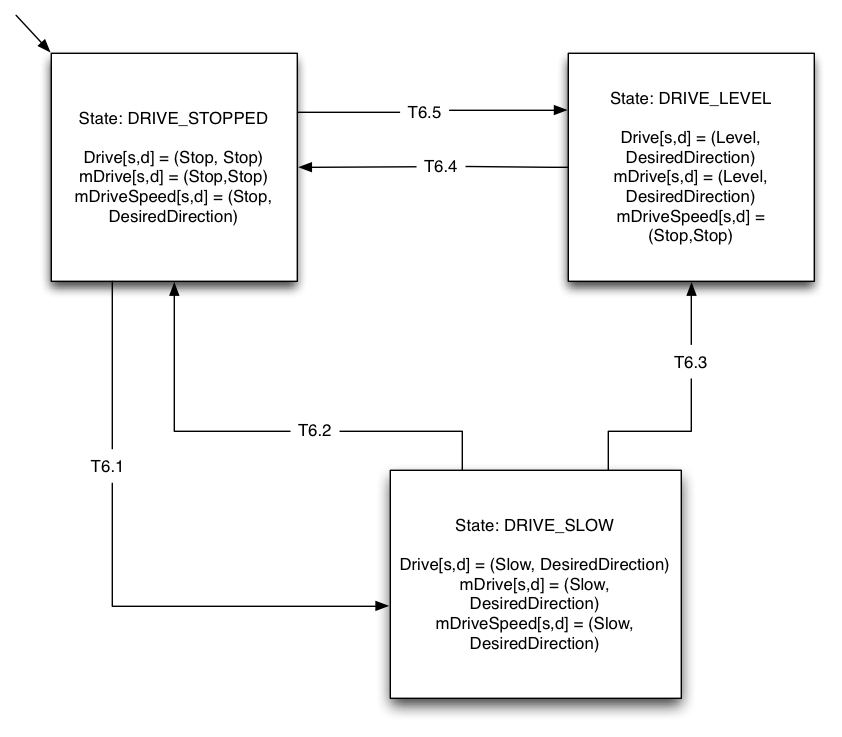 State: DRIVE_STOPPED
Drive[s,d] = (Stop, Stop)
mDrive[s,d] = (Stop,Stop)
mDriveSpeed[s,d] = (Stop,
DesiredDirection)
T6.5
T6.4
State: DRIVE_LEVEL
Drive[s,d] = (Level,
DesiredDirection)
mDrive[s,d] = (Level,
DesiredDirection)
mDriveSpeed[s,d] =
(Stop,Stop)
T6.3
T6.2
T6.1
State: DRIVE_SLOW
Drive[s,d] = (Slow, DesiredDirection)
mDrive[s,d] = (Slow,
DesiredDirection)
mDriveSpeed[s,d] = (Slow,
DesiredDirection)